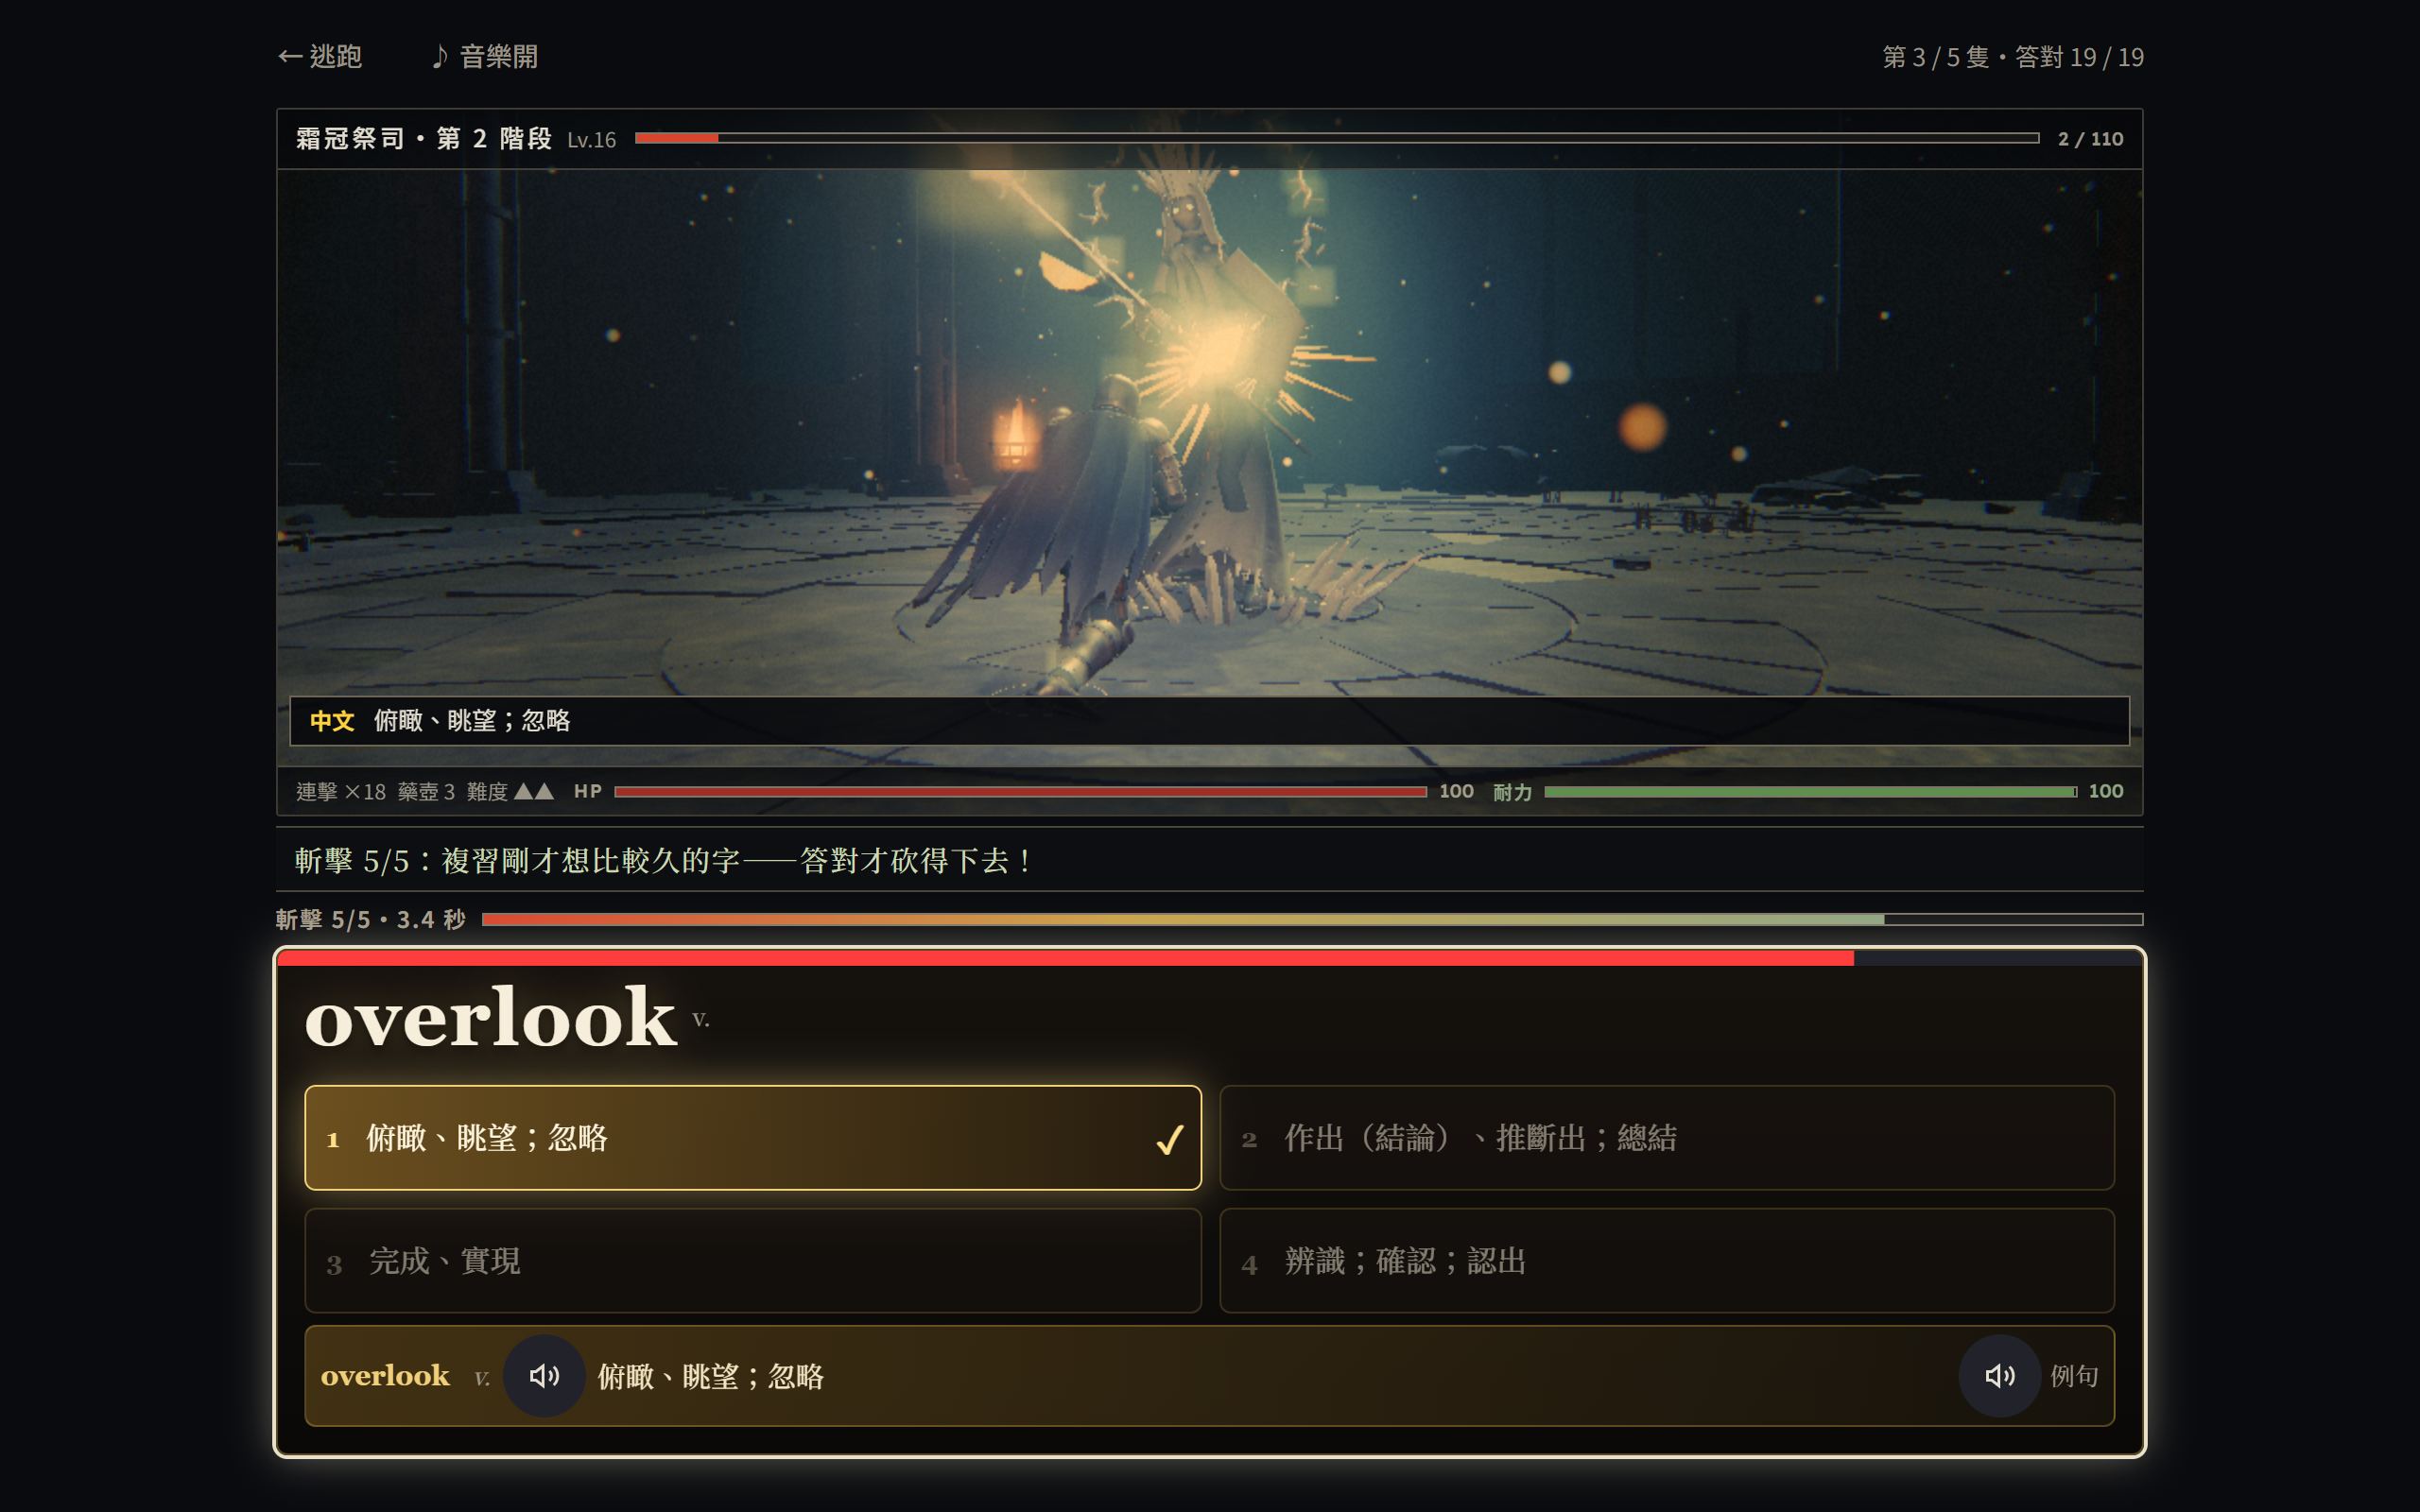 ← 逃跑 ♪ 音樂開 第 3 / 5 隻・答對 19 / 19
霜冠祭司・第 2 階段 Lv.16 2 / 110
中文 俯瞰、眺望；忽略
連擊 ×18 藥壺 3 難度 ▲▲ HP 100 耐力 100
斬擊 5/5：複習剛才想比較久的字——答對才砍得下去！
斬擊 5/5・3.4 秒
overlook v.
1 俯瞰、眺望；忽略 ✓
2 作出（結論）、推斷出；總結
3 完成、實現
4 辨識；確認；認出
overlook v. 俯瞰、眺望；忽略 例句